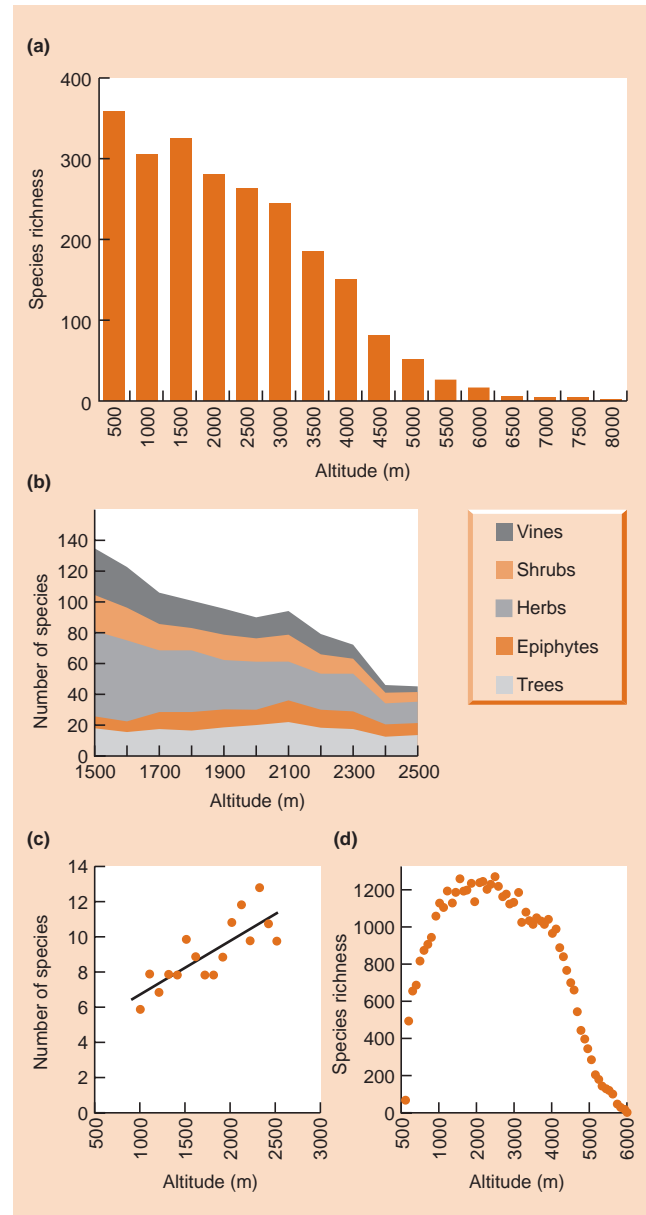 (a)
400
300
200
100
0
Species richness
500 1000 1500 2000 2500 3000 3500 4000 4500 5000 5500 6000 6500 7000 7500 8000
Altitude (m)
(b)
140
120
100
80
60
40
20
0
Number of species
1500 1700 1900 2100 2300 2500
Altitude (m)
Vines
Shrubs
Herbs
Epiphytes
Trees
(c)
14
12
10
8
6
4
2
0
Number of species
500 1000 1500 2000 2500 3000
Altitude (m)
(d)
1200
1000
800
600
400
200
0
Species richness
500 1000 2000 3000 4000 5000 6000
Altitude (m)